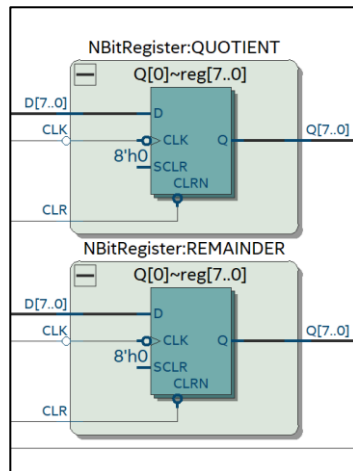 NBitRegister:QUOTIENT
Q[0]~reg[7..0]
D[7..0]
D
CLK
CLK
Q
Q[7..0]
8'h0
SCLR
CLRN
CLR
NBitRegister:REMAINDER
Q[0]~reg[7..0]
D[7..0]
D
CLK
CLK
Q
Q[7..0]
8'h0
SCLR
CLRN
CLR